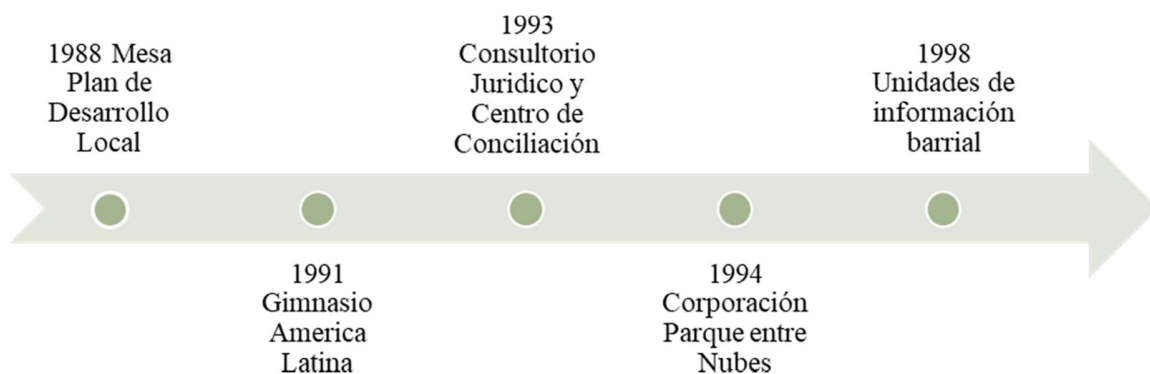 1988 Mesa
Plan de
Desarrollo
Local
1991
Gimnasio
America
Latina
1993
Consultorio
Juridico y
Centro de
Conciliación
1994
Corporación
Parque entre
Nubes
1998
Unidades de
información
barrial